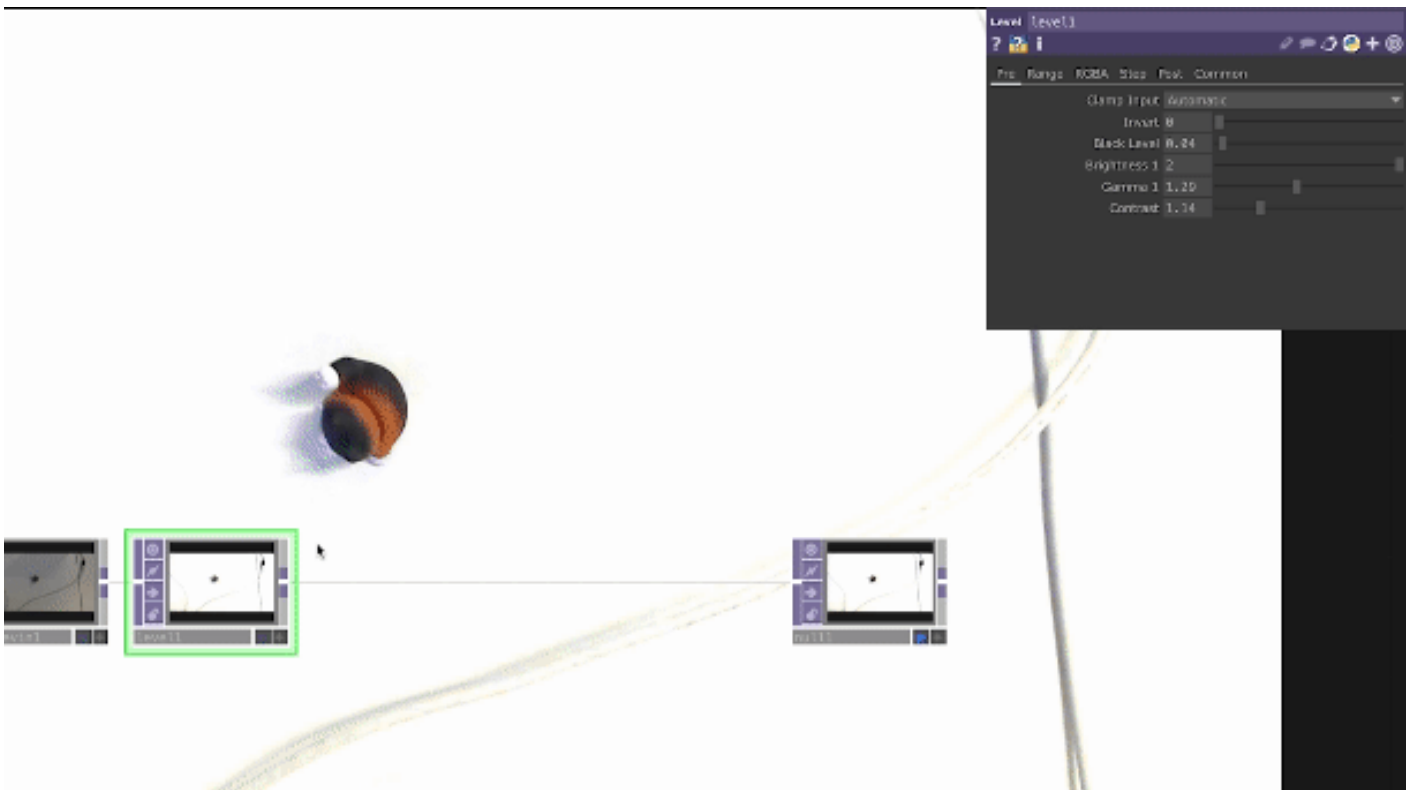 Level level1
? ? i
Pre Range RGBA Step Post Common
Clamp Input Automatic
Invert 0
Black Level 0.04
Brightness 1 2
Gamma 1 1.29
Contrast 1.14
level1
null1